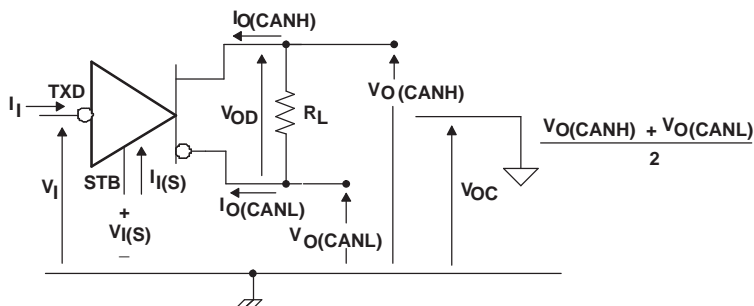 IO(CANH)
TXD
II
VOD
RL
VO(CANH)
VO(CANH) + VO(CANL)
2
VI
STB
II(S)
IO(CANL)
VOC
+
VI(S)
–
VO(CANL)